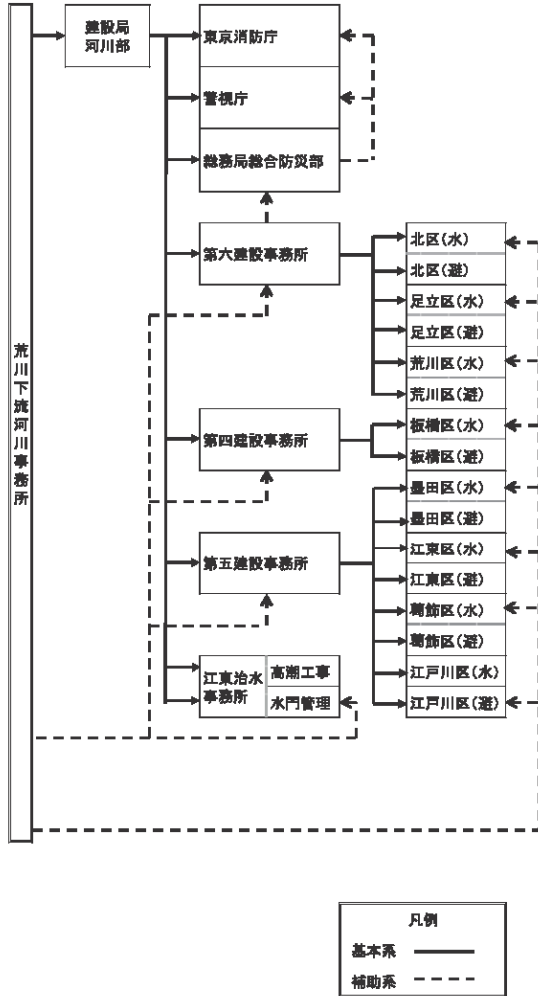 荒川下流河川事務所
建設局
河川部
東京消防庁
警視庁
総務局総合防災部
第六建設事務所
第四建設事務所
第五建設事務所
江東治水
事務所
高潮工事
水門管理
北区(水)
北区(避)
足立区(水)
足立区(避)
荒川区(水)
荒川区(避)
板橋区(水)
板橋区(避)
墨田区(水)
墨田区(避)
江東区(水)
江東区(避)
葛飾区(水)
葛飾区(避)
江戸川区(水)
江戸川区(避)
凡例
基本系
補助系